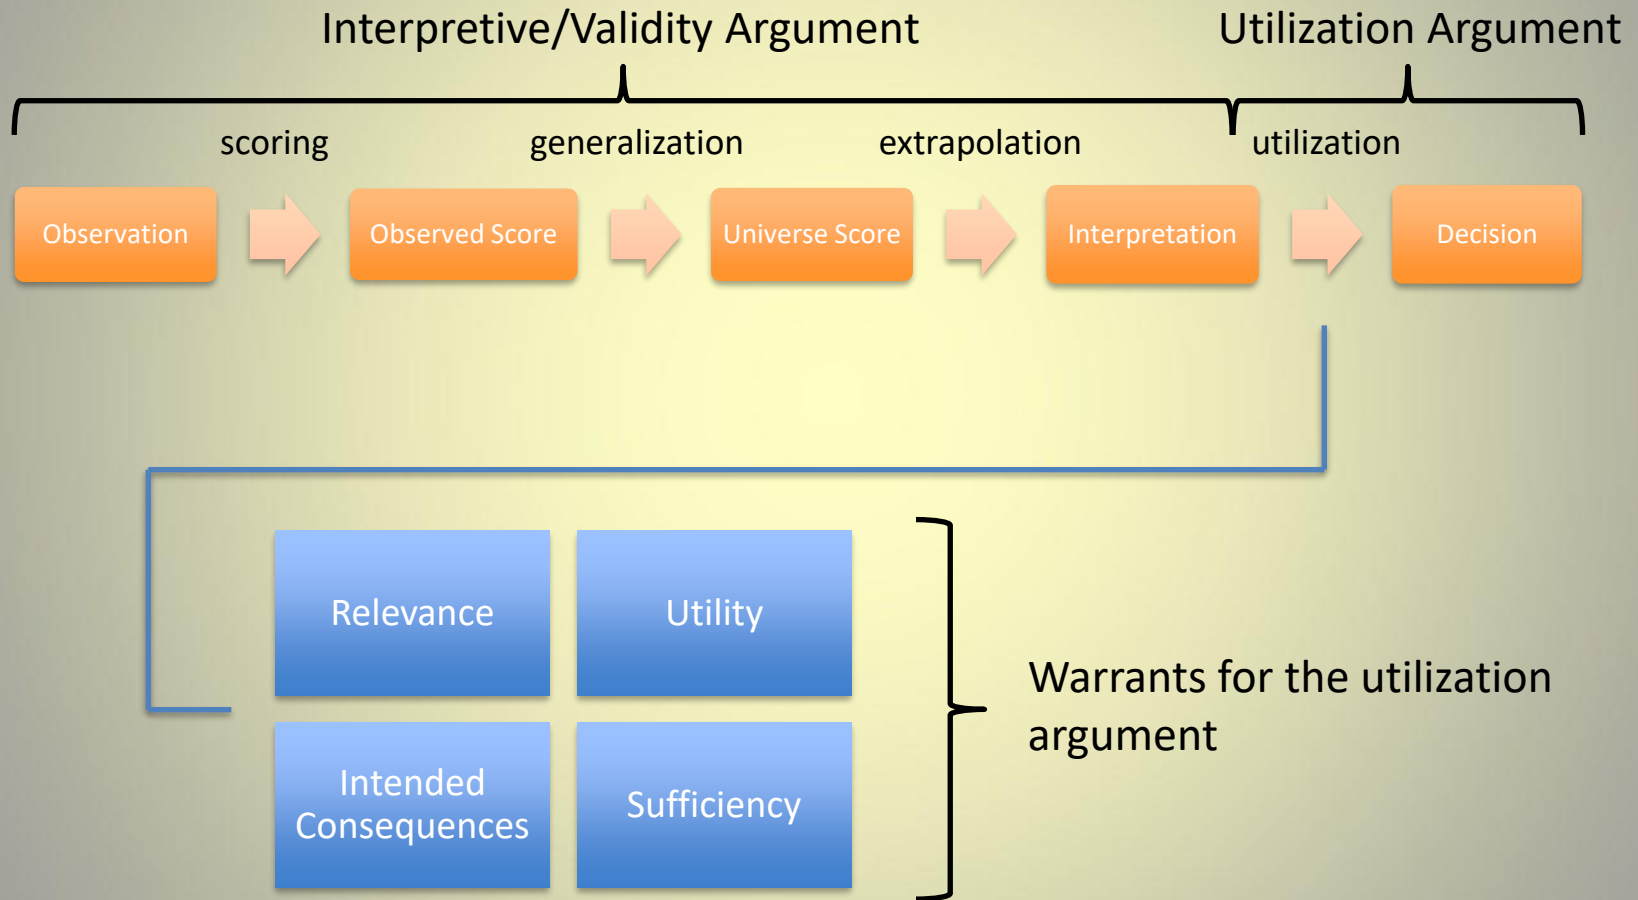 Interpretive/Validity Argument
Utilization Argument
scoring
generalization
extrapolation
utilization
Observation
Observed Score
Universe Score
Interpretation
Decision
Relevance
Utility
Intended
Consequences
Sufficiency
Warrants for the utilization
argument